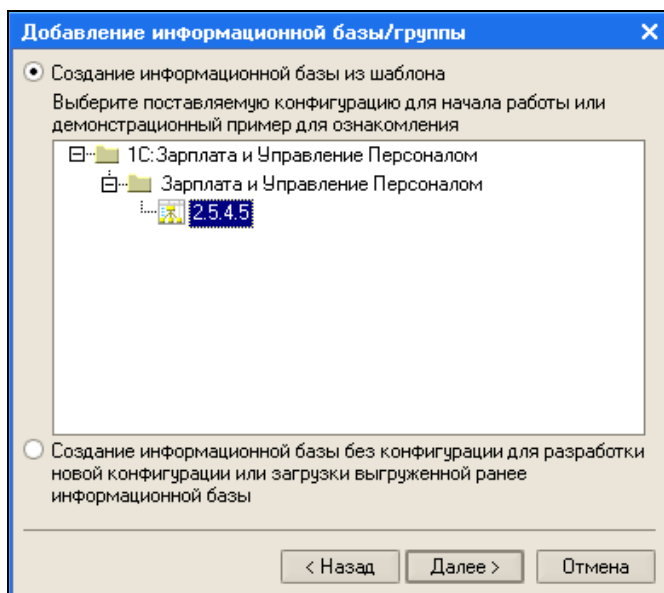 Добавление информационной базы/группы
Создание информационной базы из шаблона
Выберите поставляемую конфигурацию для начала работы или
демонстрационный пример для ознакомления
1С:Зарплата и Управление Персоналом
Зарплата и Управление Персоналом
2.5.4.5
Создание информационной базы без конфигурации для разработки
новой конфигурации или загрузки выгруженной ранее
информационной базы
< Назад Далее > Отмена